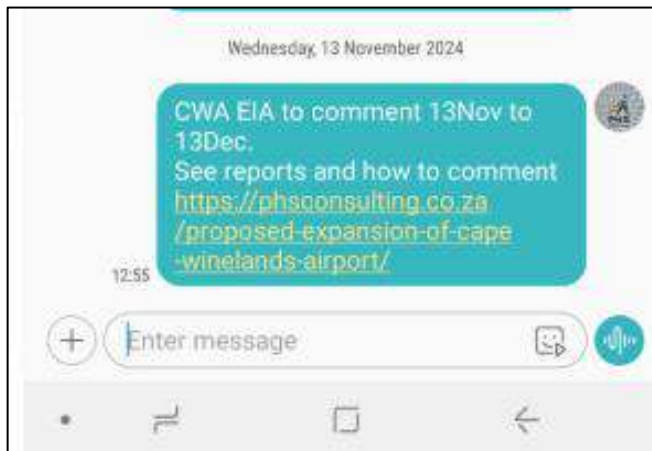 Wednesday, 13 November 2024
CWA EIA to comment 13Nov to
13Dec.
See reports and how to comment
https://phsconsulting.co.za
/proposed-expansion-of-cape
-winelands-airport/
12:55
Enter message